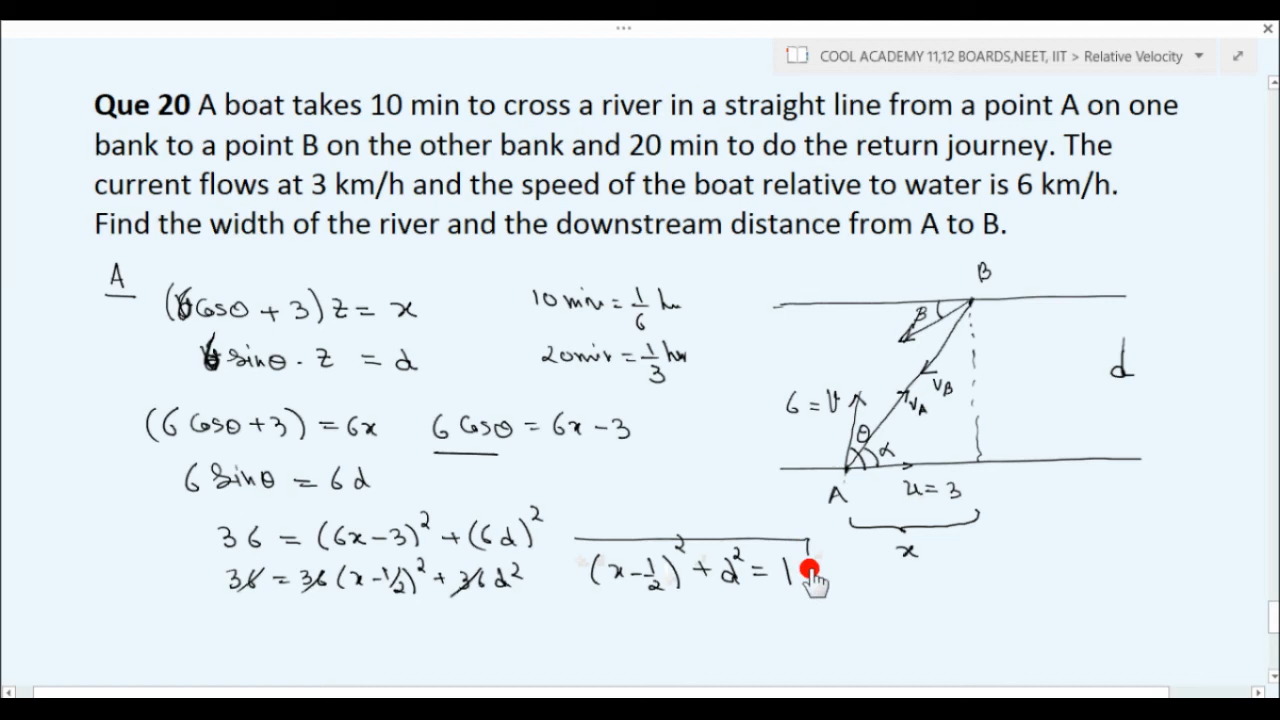 COOL ACADEMY 11,12 BOARDS,NEET, IIT > Relative Velocity
Que 20 A boat takes 10 min to cross a river in a straight line from a point A on one
bank to a point B on the other bank and 20 min to do the return journey. The
current flows at 3 km/h and the speed of the boat relative to water is 6 km/h.
Find the width of the river and the downstream distance from A to B.
A
(6 Cosθ + 3) z = x
6 sinθ · z = d
10 min = 1/6 hr
20 min = 1/3 hr
(6 Cosθ + 3) = 6x
6 Cosθ = 6x − 3
6 Sinθ = 6d
36 = (6x − 3)² + (6d)²
36 = 36 (x − 1/2)² + 36 d²
(x − 1/2)² + d² = 1
B
β
d
V_B
6 = V
V_A
θ
α
A
u = 3
x